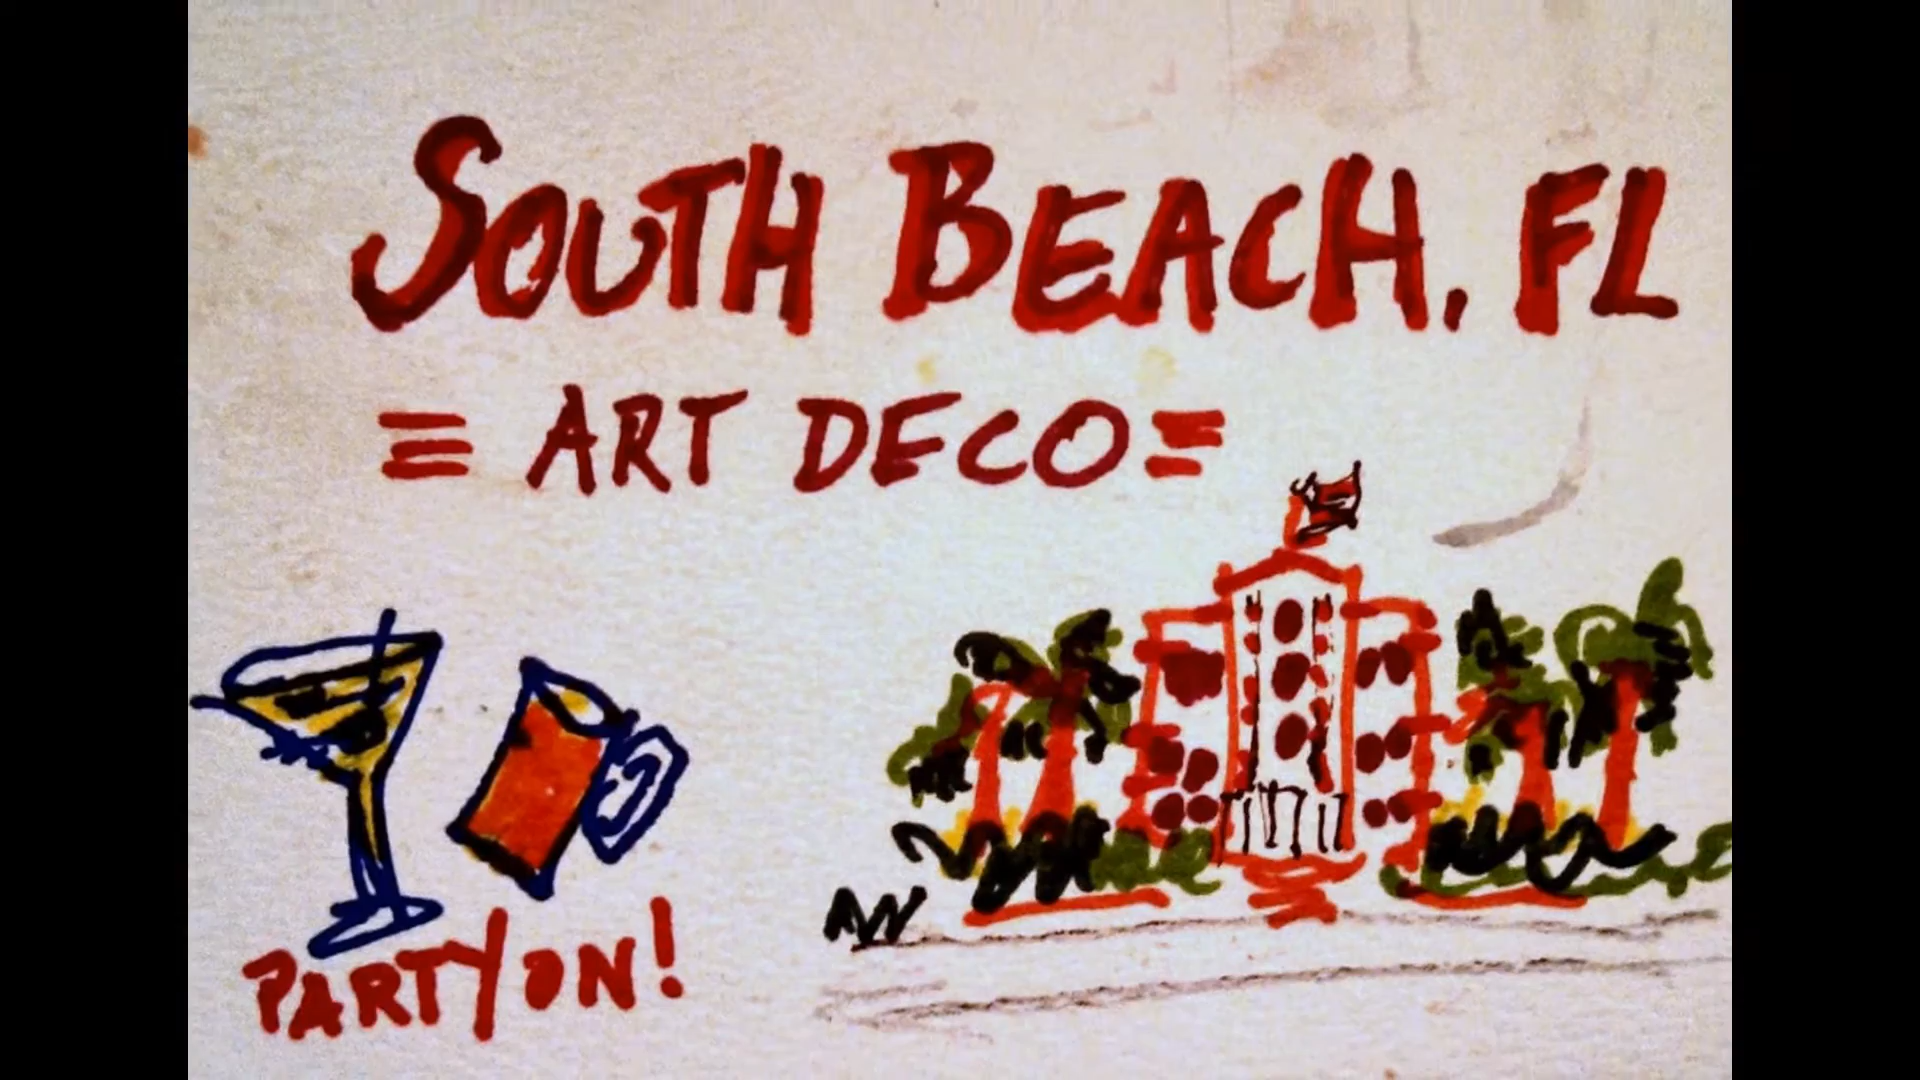 SOUTH BEACH, FL
= ART DECO =
PARTY ON!